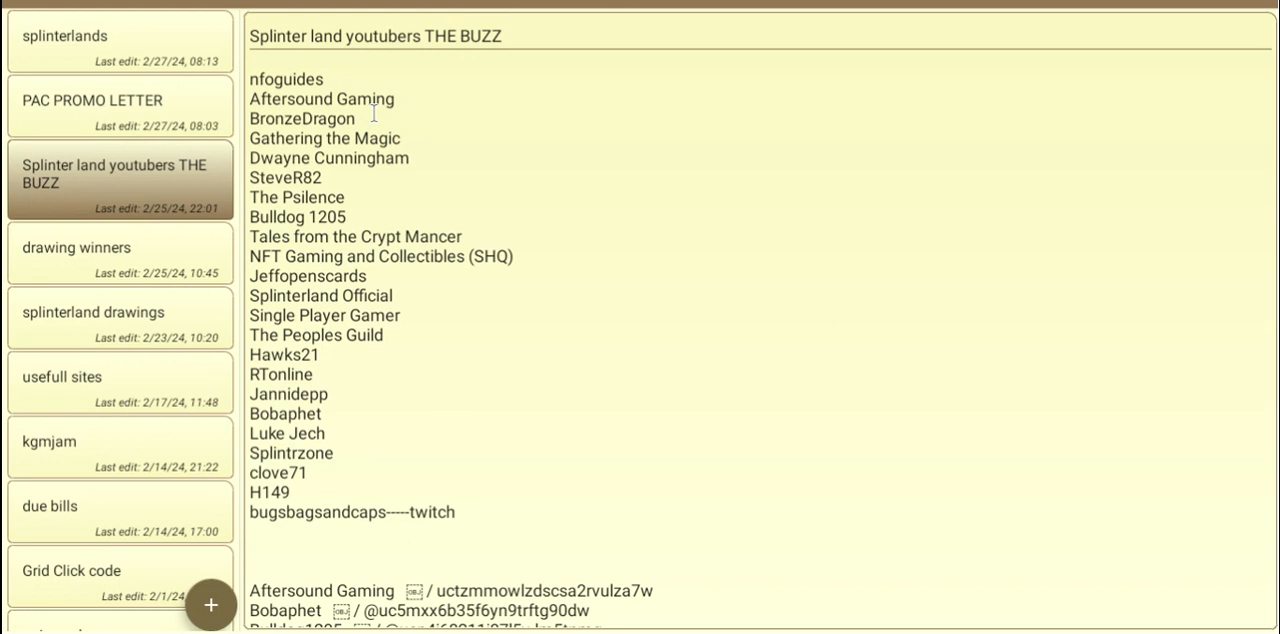 splinterlands
Last edit: 2/27/24, 08:13
PAC PROMO LETTER
Last edit: 2/27/24, 08:03
Splinter land youtubers THE
BUZZ
Last edit: 2/25/24, 22:01
drawing winners
Last edit: 2/25/24, 10:45
splinterland drawings
Last edit: 2/23/24, 10:20
usefull sites
Last edit: 2/17/24, 11:48
kgmjam
Last edit: 2/14/24, 21:22
due bills
Last edit: 2/14/24, 17:00
Grid Click code
Last edit: 2/1/24
+
Splinter land youtubers THE BUZZ
nfoguides
Aftersound Gaming
BronzeDragon
Gathering the Magic
Dwayne Cunningham
SteveR82
The Psilence
Bulldog 1205
Tales from the Crypt Mancer
NFT Gaming and Collectibles (SHQ)
Jeffopenscards
Splinterland Official
Single Player Gamer
The Peoples Guild
Hawks21
RTonline
Jannidepp
Bobaphet
Luke Jech
Splintrzone
clove71
H149
bugsbagsandcaps-----twitch
Aftersound Gaming  / uctzmmowlzdscsa2rvulza7w
Bobaphet  / @uc5mxx6b35f6yn9trftg90dw